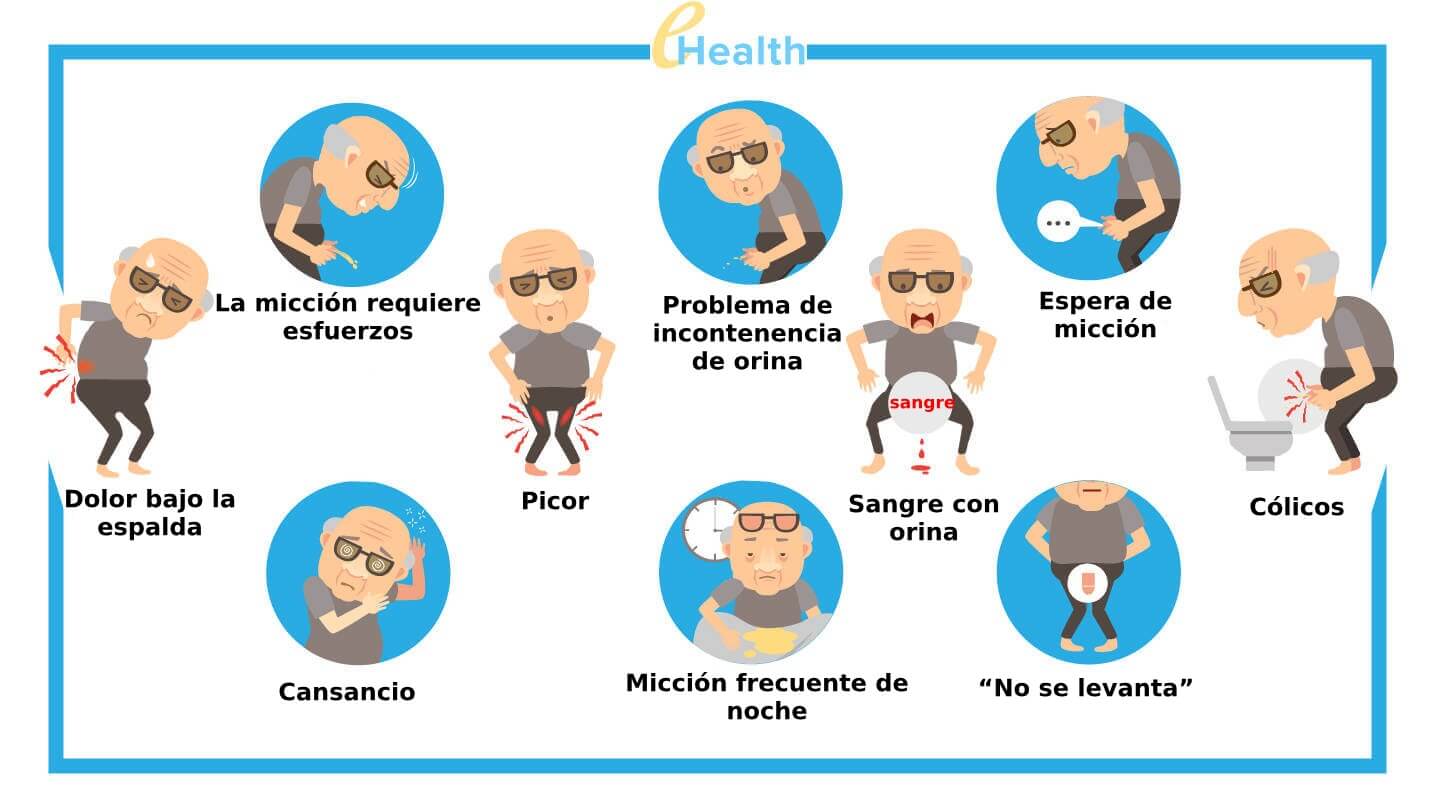 eHealth
La micción requiere
esfuerzos
Problema de
incontenencia
de orina
Espera de
micción
...
sangre
Dolor bajo la
espalda
Picor
Sangre con
orina
Cólicos
Cansancio
Micción frecuente de
noche
“No se levanta”